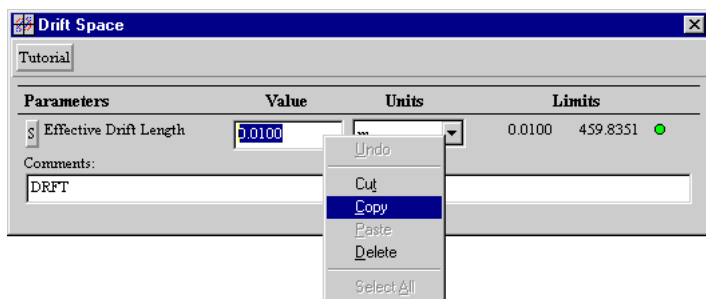 Drift Space
Tutorial
Parameters Value Units Limits
S Effective Drift Length 0.0100 m 0.0100 459.8351
Comments:
DRFT
Undo
Cut
Copy
Paste
Delete
Select All